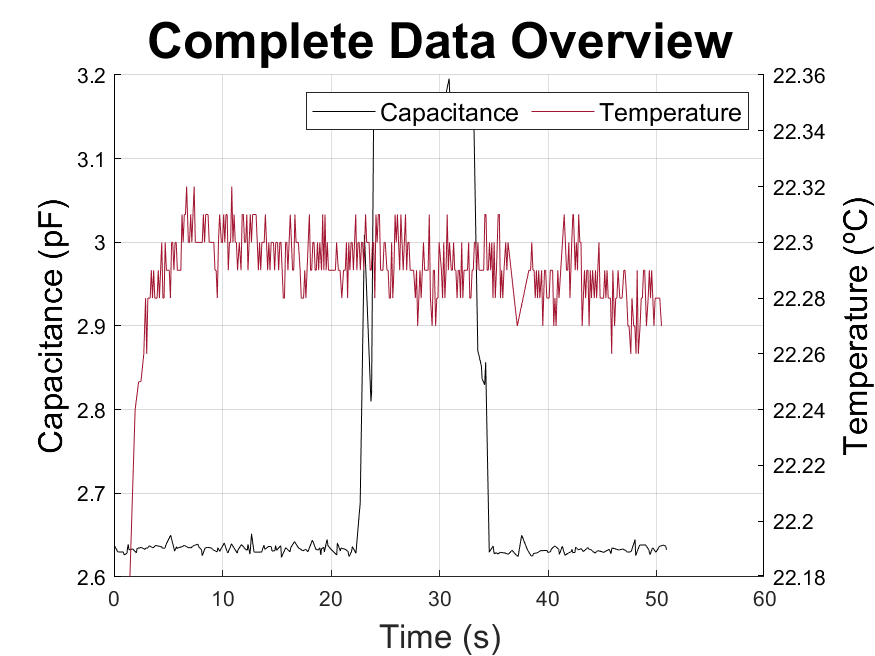 Complete Data Overview
Capacitance
Temperature
3.2
3.1
3
2.9
2.8
2.7
2.6
Capacitance (pF)
22.36
22.34
22.32
22.3
22.28
22.26
22.24
22.22
22.2
22.18
Temperature (ºC)
0 10 20 30 40 50 60
Time (s)